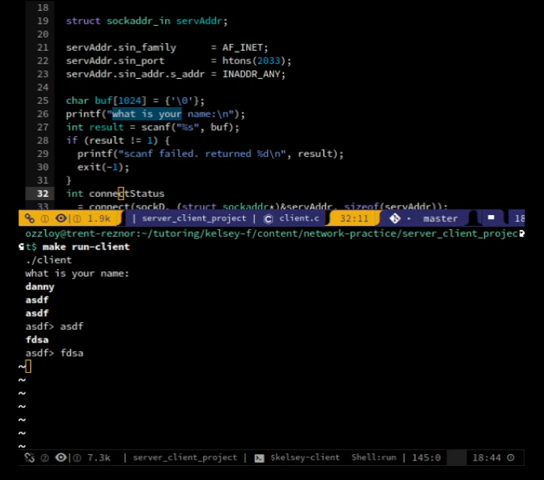 18
19 struct sockaddr_in servAddr;
20
21 servAddr.sin_family = AF_INET;
22 servAddr.sin_port = htons(2033);
23 servAddr.sin_addr.s_addr = INADDR_ANY;
24
25 char buf[1024] = {'\0'};
26 printf("what is your name:\n");
27 int result = scanf("%s", buf);
28 if (result != 1) {
29 printf("scanf failed. returned %d\n", result);
30 exit(-1);
31 }
32 int connectStatus
33 = connect(sockD, (struct sockaddr*)&servAddr, sizeof(servAddr));
1.9k | server_client_project | client.c 32:11 master 18
ozzloy@trent-reznor:~/tutoring/kelsey-f/content/network-practice/server_client_projec
t$ make run-client
./client
what is your name:
danny
asdf
asdf
asdf> asdf
fdsa
asdf> fdsa
~
~
~
~
~
~
~
7.3k | server_client_project | $kelsey-client Shell:run | 145:0 18:44